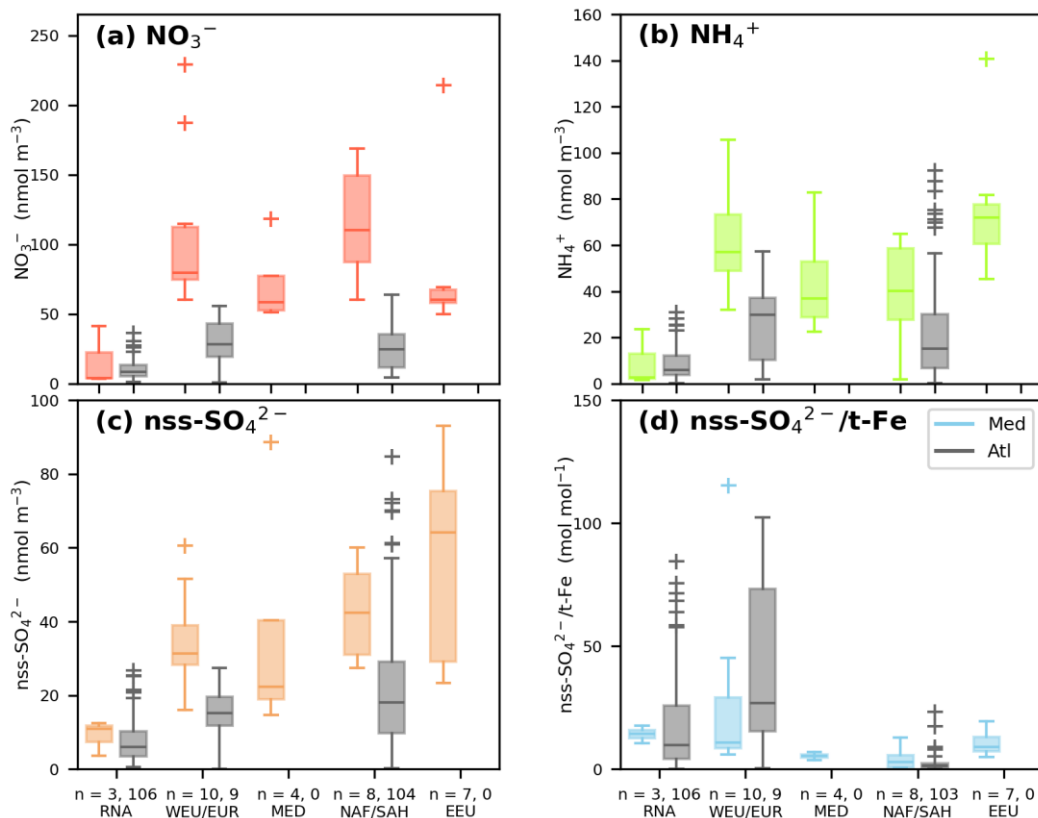 (a) NO₃⁻
NO₃⁻ (nmol m⁻³)
250
200
150
100
50
0
(b) NH₄⁺
NH₄⁺ (nmol m⁻³)
160
140
120
100
80
60
40
20
0
(c) nss-SO₄²⁻
nss-SO₄²⁻ (nmol m⁻³)
100
80
60
40
20
0
n = 3, 106 n = 10, 9 n = 4, 0 n = 8, 104 n = 7, 0
RNA WEU/EUR MED NAF/SAH EEU
(d) nss-SO₄²⁻/t-Fe
nss-SO₄²⁻/t-Fe (mol mol⁻¹)
150
100
50
0
Med
Atl
n = 3, 106 n = 10, 9 n = 4, 0 n = 8, 103 n = 7, 0
RNA WEU/EUR MED NAF/SAH EEU